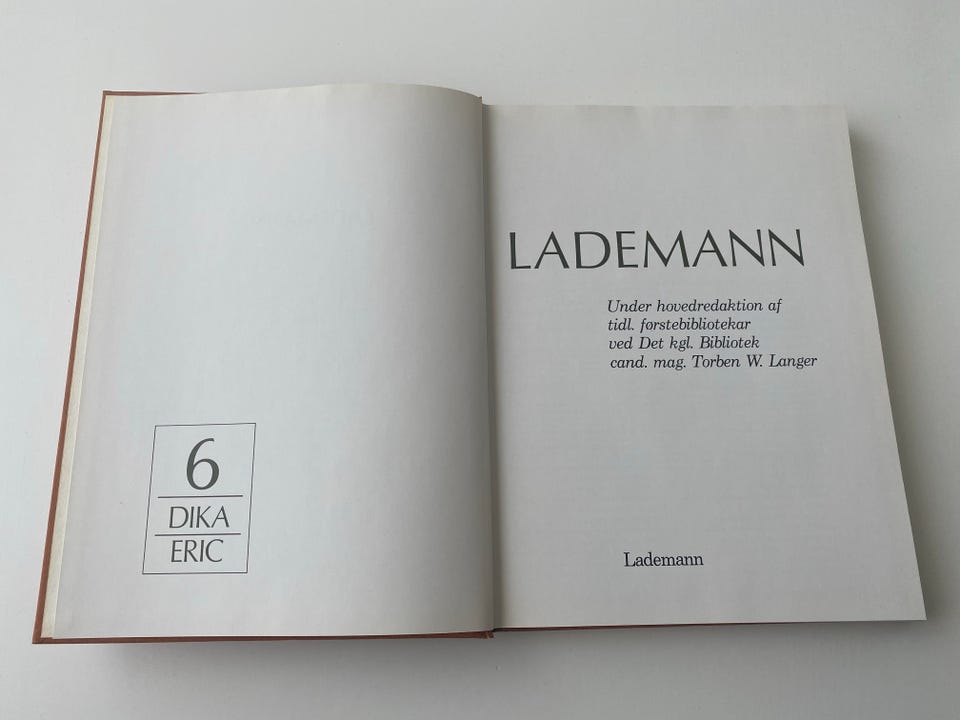 6
DIKA
ERIC
LADEMANN
Under hovedredaktion af
tidl. førstebibliotekar
ved Det kgl. Bibliotek
cand. mag. Torben W. Langer
Lademann